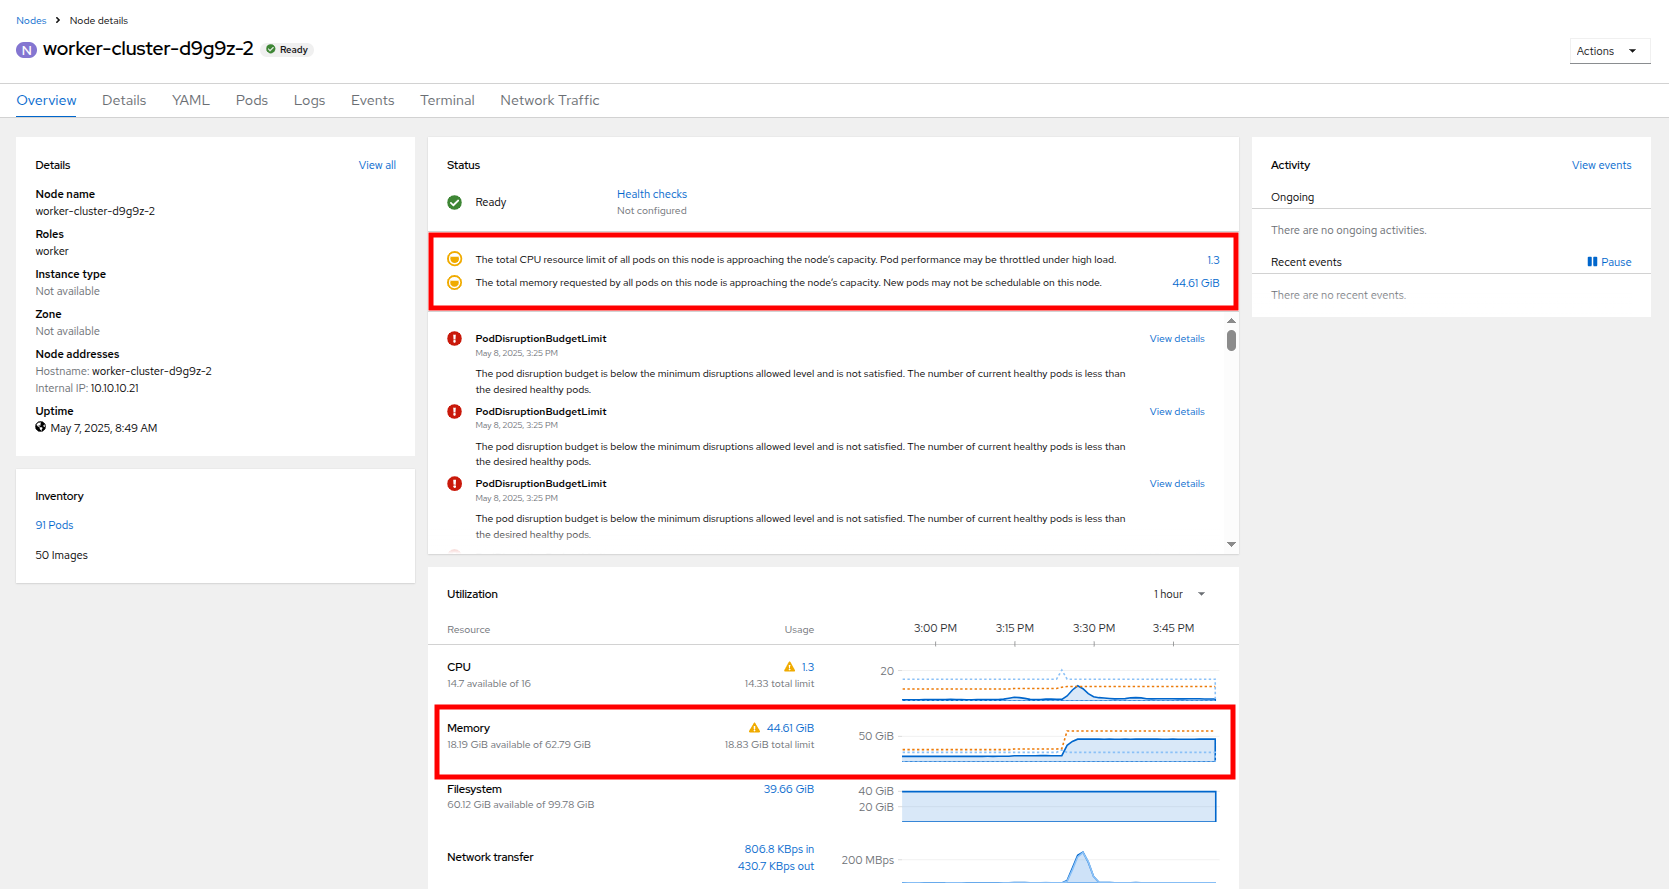 Nodes > Node details
N worker-cluster-d9g9z-2 Ready
Actions
Overview Details YAML Pods Logs Events Terminal Network Traffic
Details View all
Node name
worker-cluster-d9g9z-2
Roles
worker
Instance type
Not available
Zone
Not available
Node addresses
Hostname: worker-cluster-d9g9z-2
Internal IP: 10.10.10.21
Uptime
May 7, 2025, 8:49 AM
Inventory
91 Pods
50 Images
Status
Ready
Health checks
Not configured
The total CPU resource limit of all pods on this node is approaching the node's capacity. Pod performance may be throttled under high load. 1.3
The total memory requested by all pods on this node is approaching the node's capacity. New pods may not be schedulable on this node. 44.61 GiB
PodDisruptionBudgetLimit View details
May 8, 2025, 3:25 PM
The pod disruption budget is below the minimum disruptions allowed level and is not satisfied. The number of current healthy pods is less than
the desired healthy pods.
PodDisruptionBudgetLimit View details
May 8, 2025, 3:25 PM
The pod disruption budget is below the minimum disruptions allowed level and is not satisfied. The number of current healthy pods is less than
the desired healthy pods.
PodDisruptionBudgetLimit View details
May 8, 2025, 3:25 PM
The pod disruption budget is below the minimum disruptions allowed level and is not satisfied. The number of current healthy pods is less than
the desired healthy pods.
Utilization 1 hour
Resource Usage 3:00 PM 3:15 PM 3:30 PM 3:45 PM
CPU 1.3 20
14.7 available of 16 14.33 total limit
Memory 44.61 GiB 50 GiB
18.19 GiB available of 62.79 GiB 18.83 GiB total limit
Filesystem 39.66 GiB 40 GiB
60.12 GiB available of 99.78 GiB 20 GiB
Network transfer 806.8 KBps in 200 MBps
430.7 KBps out
Activity View events
Ongoing
There are no ongoing activities.
Recent events Pause
There are no recent events.